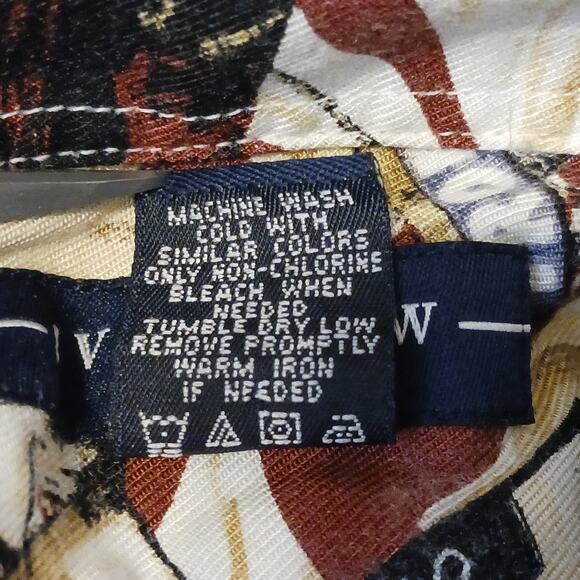 MACHINE WASH
COLD WITH
SIMILAR COLORS
ONLY NON-CHLORINE
BLEACH WHEN
NEEDED
TUMBLE DRY LOW
REMOVE PROMPTLY
WARM IRON
IF NEEDED
W